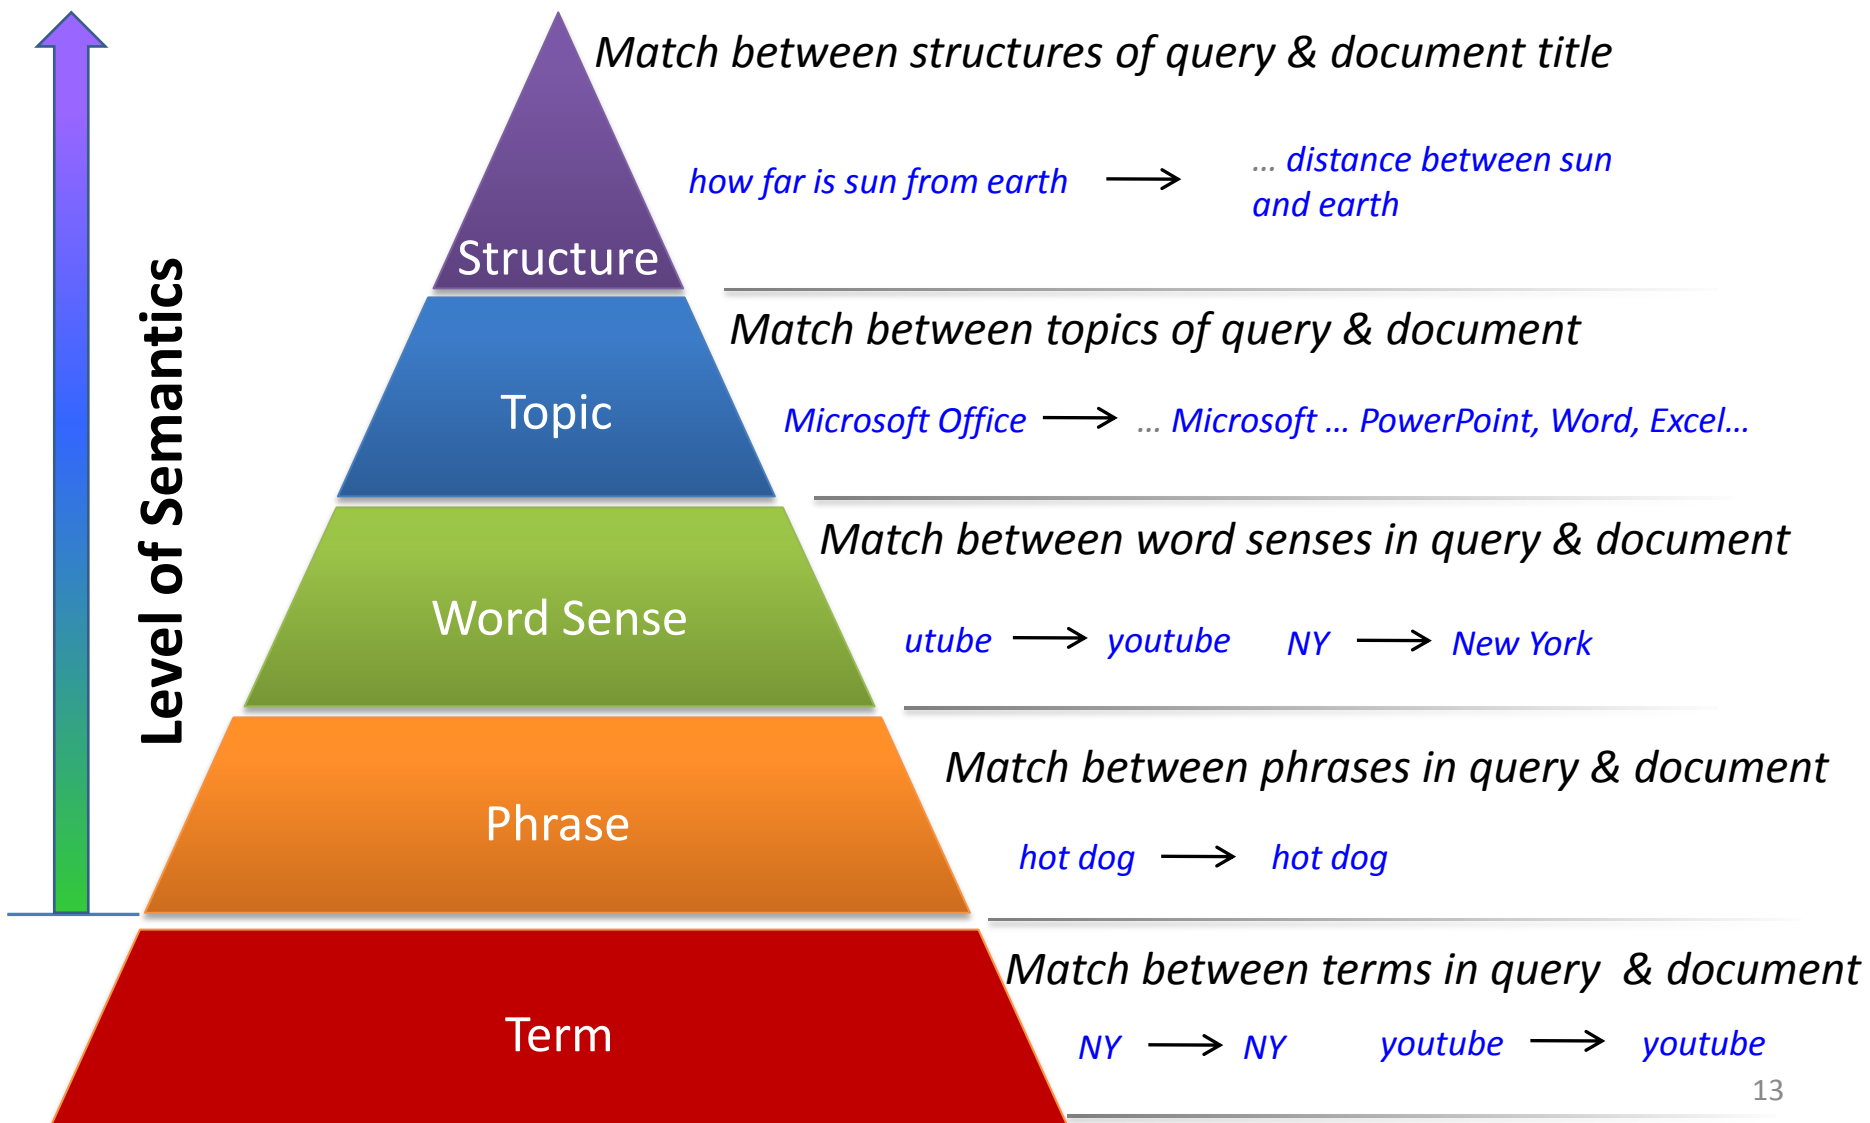 Match between structures of query & document title
how far is sun from earth
... distance between sun
and earth
Structure
Match between topics of query & document
Microsoft Office
... Microsoft ... PowerPoint, Word, Excel...
Topic
Match between word senses in query & document
utube
youtube
NY
New York
Word Sense
Level of Semantics
Match between phrases in query & document
hot dog
hot dog
Phrase
Match between terms in query & document
NY
NY
youtube
youtube
Term
13